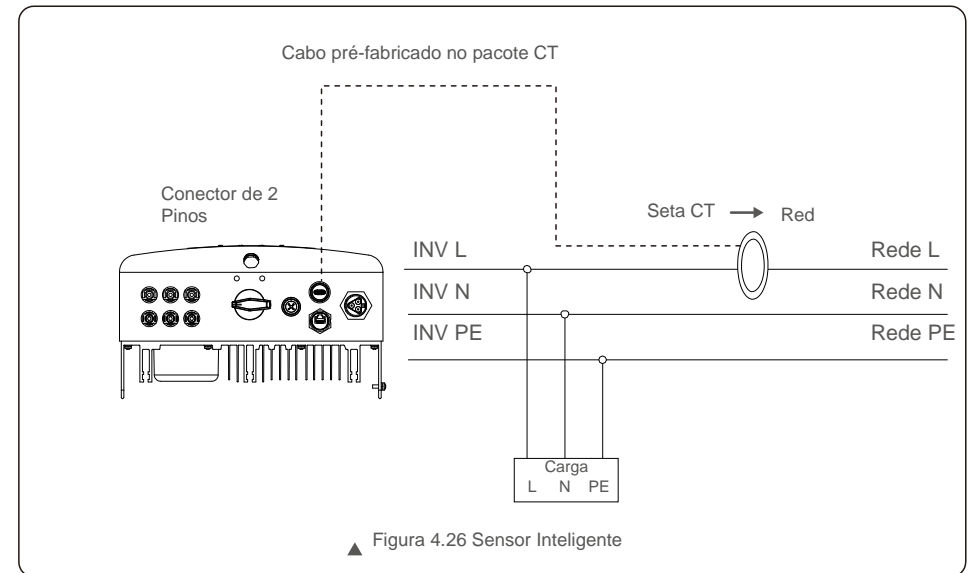 Cabo pré-fabricado no pacote CT
Conector de 2
Pinos
Seta CT
Red
INV L
Rede L
INV N
Rede N
INV PE
Rede PE
Carga
L N PE
Figura 4.26 Sensor Inteligente